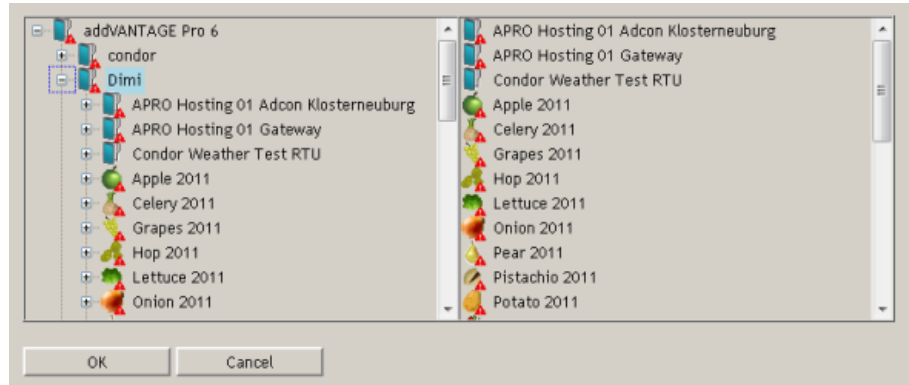 addVANTAGE Pro 6
condor
Dimi
APRO Hosting 01 Adcon Klosterneuburg
APRO Hosting 01 Gateway
Condor Weather Test RTU
Apple 2011
Celery 2011
Grapes 2011
Hop 2011
Lettuce 2011
Onion 2011
APRO Hosting 01 Adcon Klosterneuburg
APRO Hosting 01 Gateway
Condor Weather Test RTU
Apple 2011
Celery 2011
Grapes 2011
Hop 2011
Lettuce 2011
Onion 2011
Pear 2011
Pistachio 2011
Potato 2011
OK
Cancel